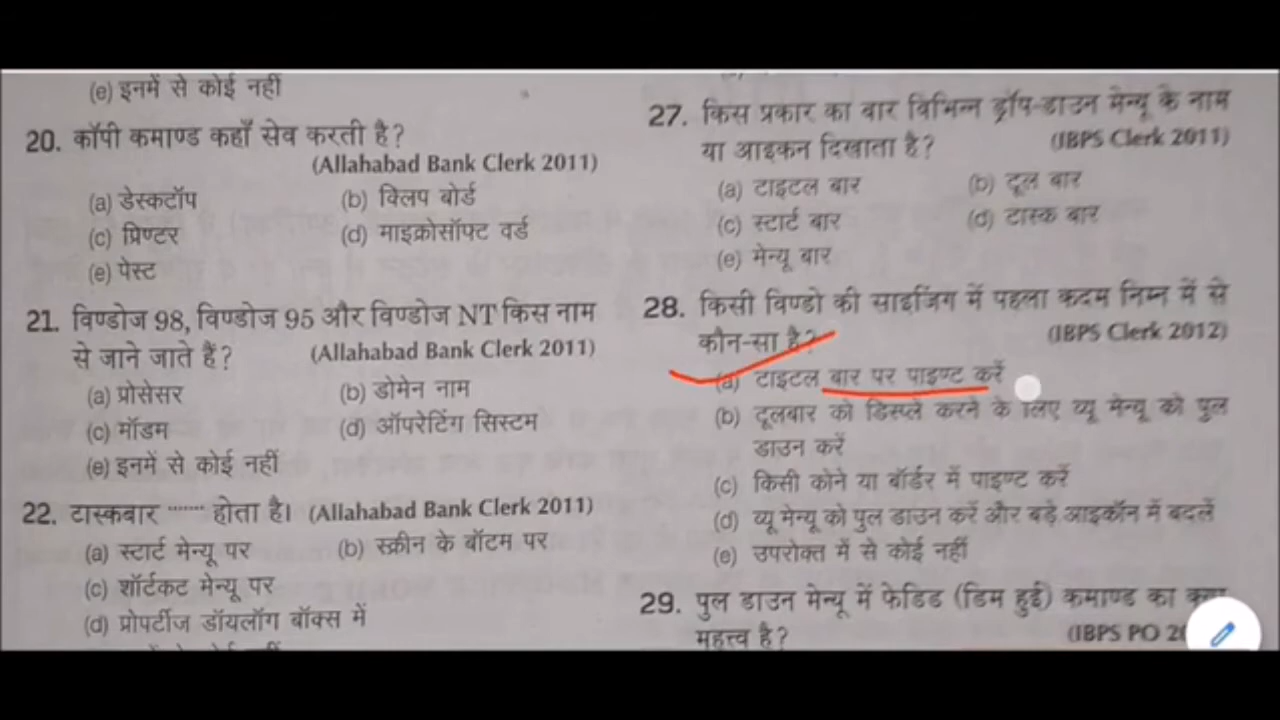 (e) इनमें से कोई नहीं
20. कॉपी कमाण्ड कहाँ सेव करती है?
(Allahabad Bank Clerk 2011)
(a) डेस्कटॉप (b) क्लिप बोर्ड
(c) प्रिण्टर (d) माइक्रोसॉफ्ट वर्ड
(e) पेस्ट
21. विण्डोज 98, विण्डोज 95 और विण्डोज NT किस नाम
से जाने जाते हैं? (Allahabad Bank Clerk 2011)
(a) प्रोसेसर (b) डोमेन नाम
(c) मॉडम (d) ऑपरेटिंग सिस्टम
(e) इनमें से कोई नहीं
22. टास्कबार ....... होता है। (Allahabad Bank Clerk 2011)
(a) स्टार्ट मेन्यू पर (b) स्क्रीन के बॉटम पर
(c) शॉर्टकट मेन्यू पर
(d) प्रोपर्टीज डॉयलॉग बॉक्स में
27. किस प्रकार का बार विभिन्न ड्रॉप-डाउन मेन्यू के नाम
या आइकन दिखाता है? (IBPS Clerk 2011)
(a) टाइटल बार (b) टूल बार
(c) स्टार्ट बार (d) टास्क बार
(e) मेन्यू बार
28. किसी विण्डो की साइजिंग में पहला कदम निम्न में से
कौन-सा है? (IBPS Clerk 2012)
(a) टाइटल बार पर पाइण्ट करें
(b) टूलबार को डिस्प्ले करने के लिए व्यू मेन्यू को पुल
डाउन करें
(c) किसी कोने या बॉर्डर में पाइण्ट करें
(d) व्यू मेन्यू को पुल डाउन करें और बड़े आइकॉन में बदलें
(e) उपरोक्त में से कोई नहीं
29. पुल डाउन मेन्यू में फेडिड (डिम हुई) कमाण्ड का
महत्त्व है? (IBPS PO